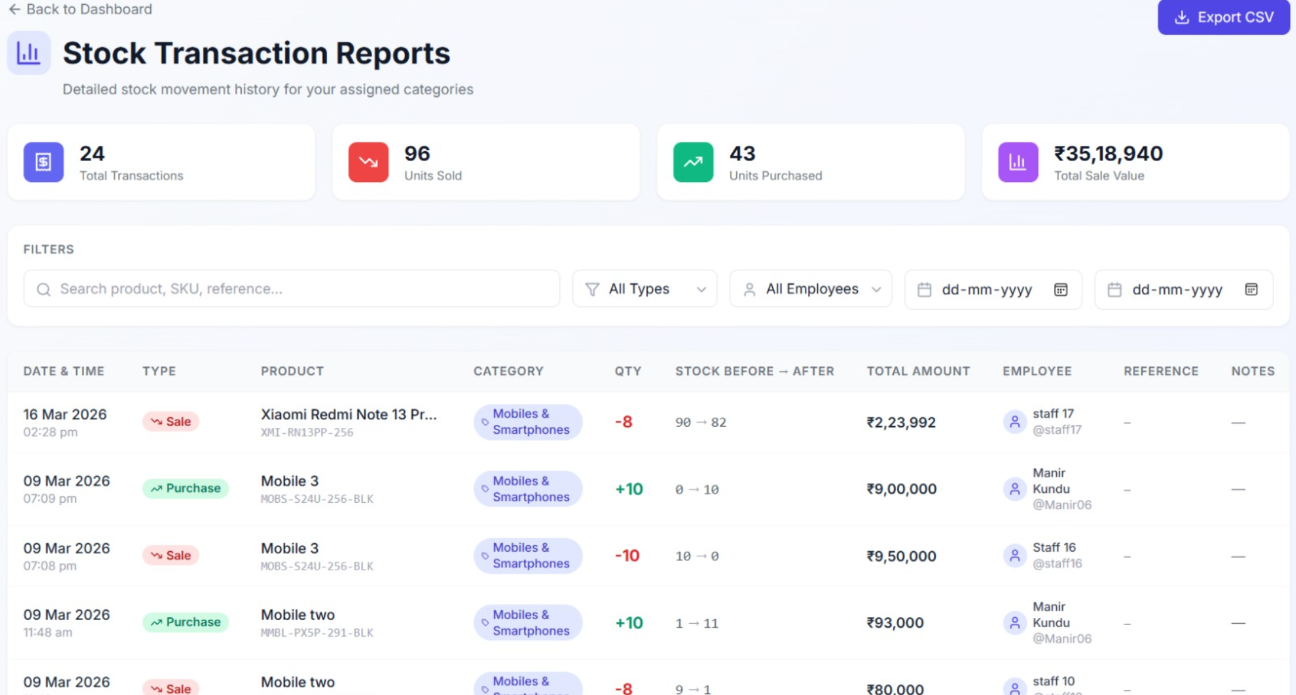 ← Back to Dashboard
Export CSV
Stock Transaction Reports
Detailed stock movement history for your assigned categories
24
Total Transactions
96
Units Sold
43
Units Purchased
₹35,18,940
Total Sale Value
FILTERS
Search product, SKU, reference...
All Types
All Employees
dd-mm-yyyy
dd-mm-yyyy
DATE & TIME TYPE PRODUCT CATEGORY QTY STOCK BEFORE → AFTER TOTAL AMOUNT EMPLOYEE REFERENCE NOTES
16 Mar 2026 Sale Xiaomi Redmi Note 13 Pr... Mobiles & Smartphones -8 90 → 82 ₹2,23,992 staff 17 – —
02:28 pm XMI-RN13PP-256 @staff17
09 Mar 2026 Purchase Mobile 3 Mobiles & Smartphones +10 0 → 10 ₹9,00,000 Manir Kundu – —
07:09 pm MOBS-S24U-256-BLK @Manir06
09 Mar 2026 Sale Mobile 3 Mobiles & Smartphones -10 10 → 0 ₹9,50,000 Staff 16 – —
07:08 pm MOBS-S24U-256-BLK @staff16
09 Mar 2026 Purchase Mobile two Mobiles & Smartphones +10 1 → 11 ₹93,000 Manir Kundu – —
11:48 am MMBL-PX5P-291-BLK @Manir06
09 Mar 2026 Sale Mobile two Mobiles & -8 9 → 1 ₹80,000 staff 10 – —